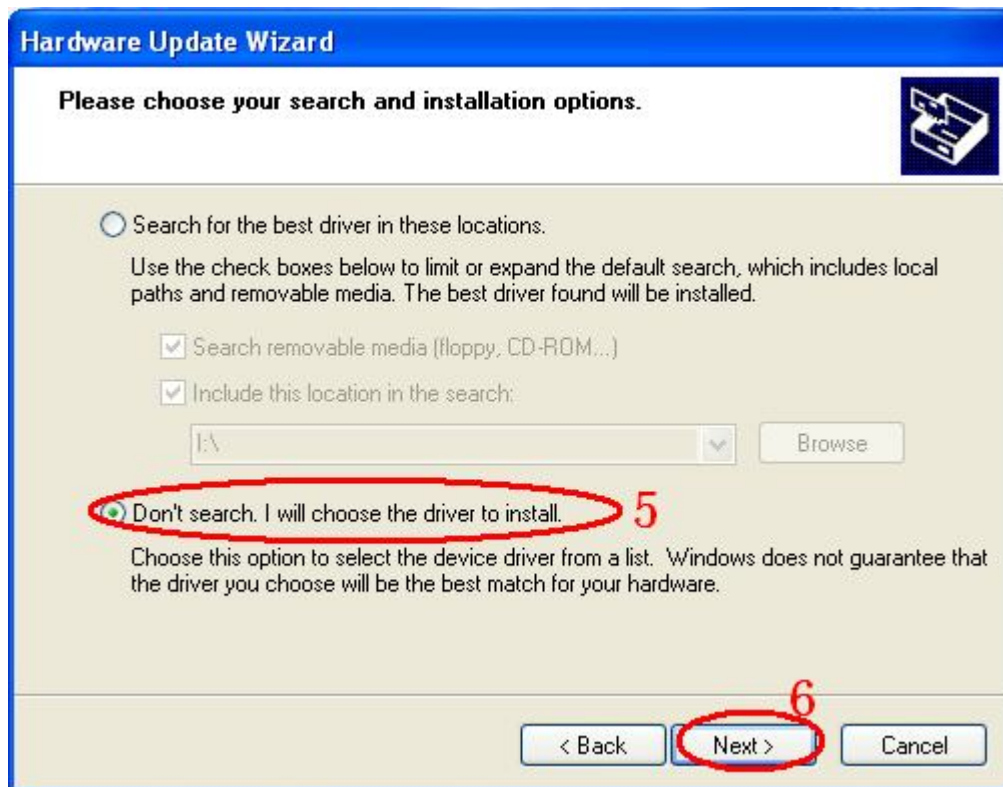 Hardware Update Wizard
Please choose your search and installation options.
Search for the best driver in these locations.
Use the check boxes below to limit or expand the default search, which includes local
paths and removable media. The best driver found will be installed.
Search removable media (floppy, CD-ROM...)
Include this location in the search:
I:\
Browse
Don't search. I will choose the driver to install.
5
Choose this option to select the device driver from a list. Windows does not guarantee that
the driver you choose will be the best match for your hardware.
6
< Back
Next >
Cancel